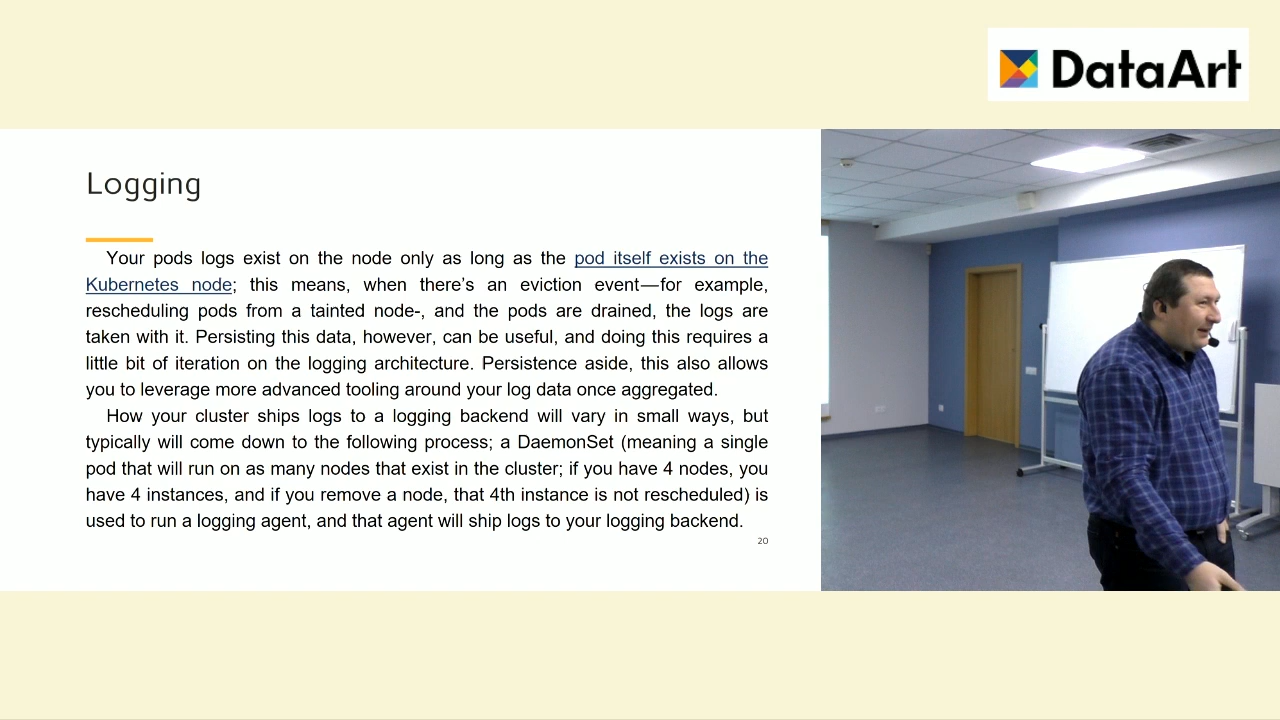 DataArt
Logging
Your pods logs exist on the node only as long as the pod itself exists on the
Kubernetes node; this means, when there’s an eviction event—for example,
rescheduling pods from a tainted node-, and the pods are drained, the logs are
taken with it. Persisting this data, however, can be useful, and doing this requires a
little bit of iteration on the logging architecture. Persistence aside, this also allows
you to leverage more advanced tooling around your log data once aggregated.
How your cluster ships logs to a logging backend will vary in small ways, but
typically will come down to the following process; a DaemonSet (meaning a single
pod that will run on as many nodes that exist in the cluster; if you have 4 nodes, you
have 4 instances, and if you remove a node, that 4th instance is not rescheduled) is
used to run a logging agent, and that agent will ship logs to your logging backend.
20